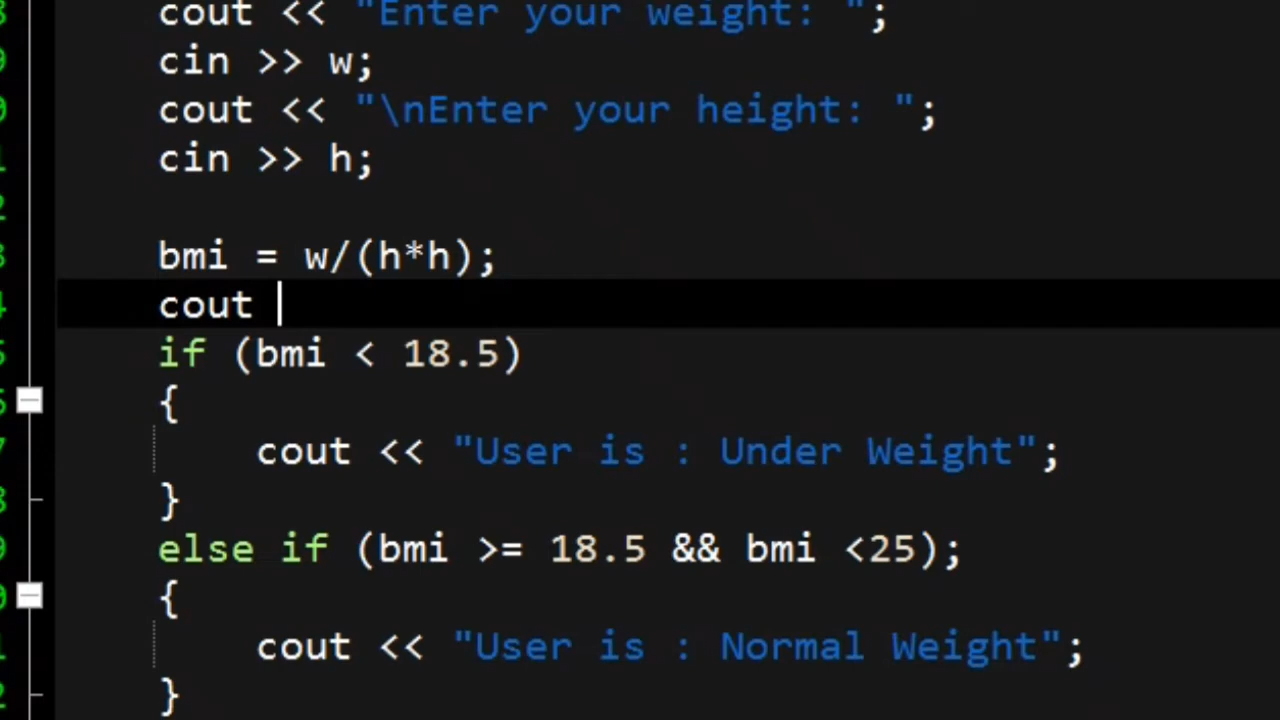 cout << "Enter your weight: ";
cin >> w;
cout << "\nEnter your height: ";
cin >> h;
bmi = w/(h*h);
cout
if (bmi < 18.5)
{
cout << "User is : Under Weight";
}
else if (bmi >= 18.5 && bmi <25);
{
cout << "User is : Normal Weight";
}